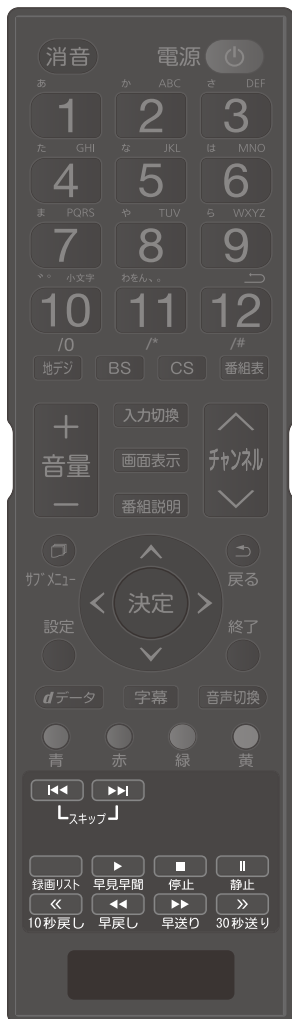 消音 電源
あ か ABC さ DEF
1 2 3
た GHI な JKL は MNO
4 5 6
ま PQRS や TUV ら WXYZ
7 8 9
゛゜ 小文字 わをん、。
10 11 12
/0 /* /#
地デジ BS CS 番組表
+ 入力切換
音量 画面表示 チャンネル
− 番組説明
サブメニュー 決定 戻る
設定 終了
dデータ 字幕 音声切換
青 赤 緑 黄
スキップ
録画リスト 早見早聞 停止 静止
10秒戻し 早戻し 早送り 30秒送り